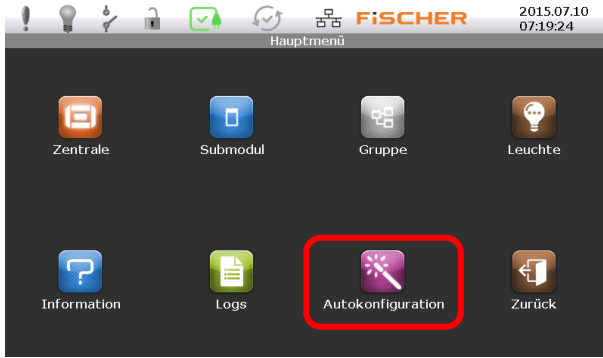 FiSCHER
2015.07.10
07:19:24
Hauptmenü
Zentrale
Submodul
Gruppe
Leuchte
Information
Logs
Autokonfiguration
Zurück